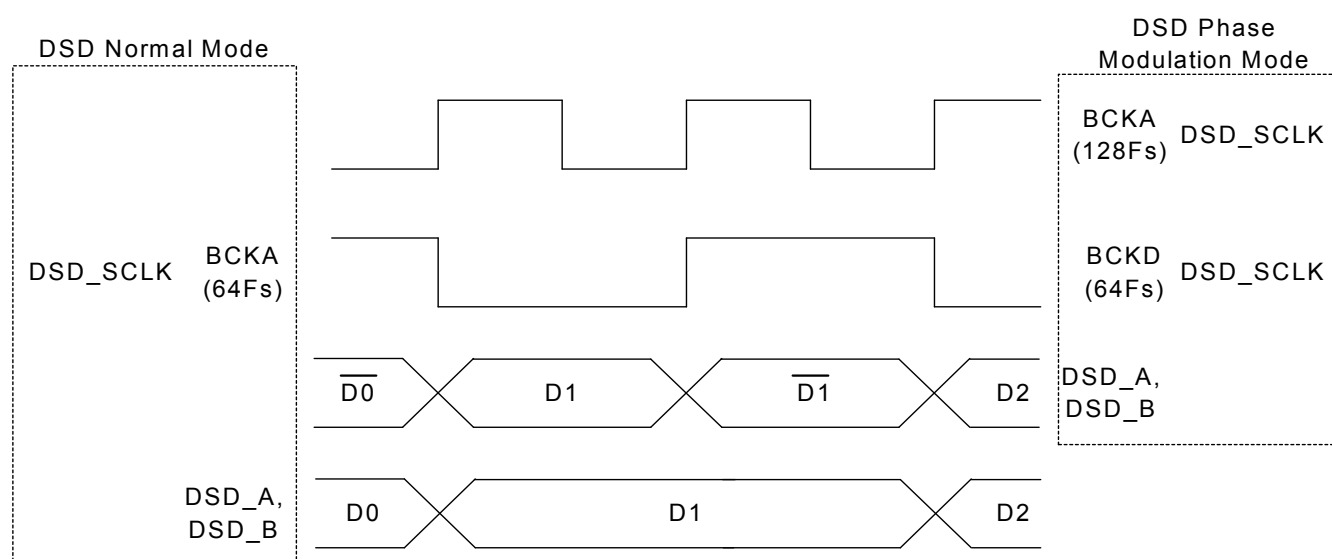 DSD Normal Mode
DSD Phase
Modulation Mode
BCKA
(128Fs)
DSD_SCLK
DSD_SCLK
BCKA
(64Fs)
BCKD
(64Fs)
DSD_SCLK
D0
D1
D1
D2
DSD_A,
DSD_B
DSD_A,
DSD_B
D0
D1
D2